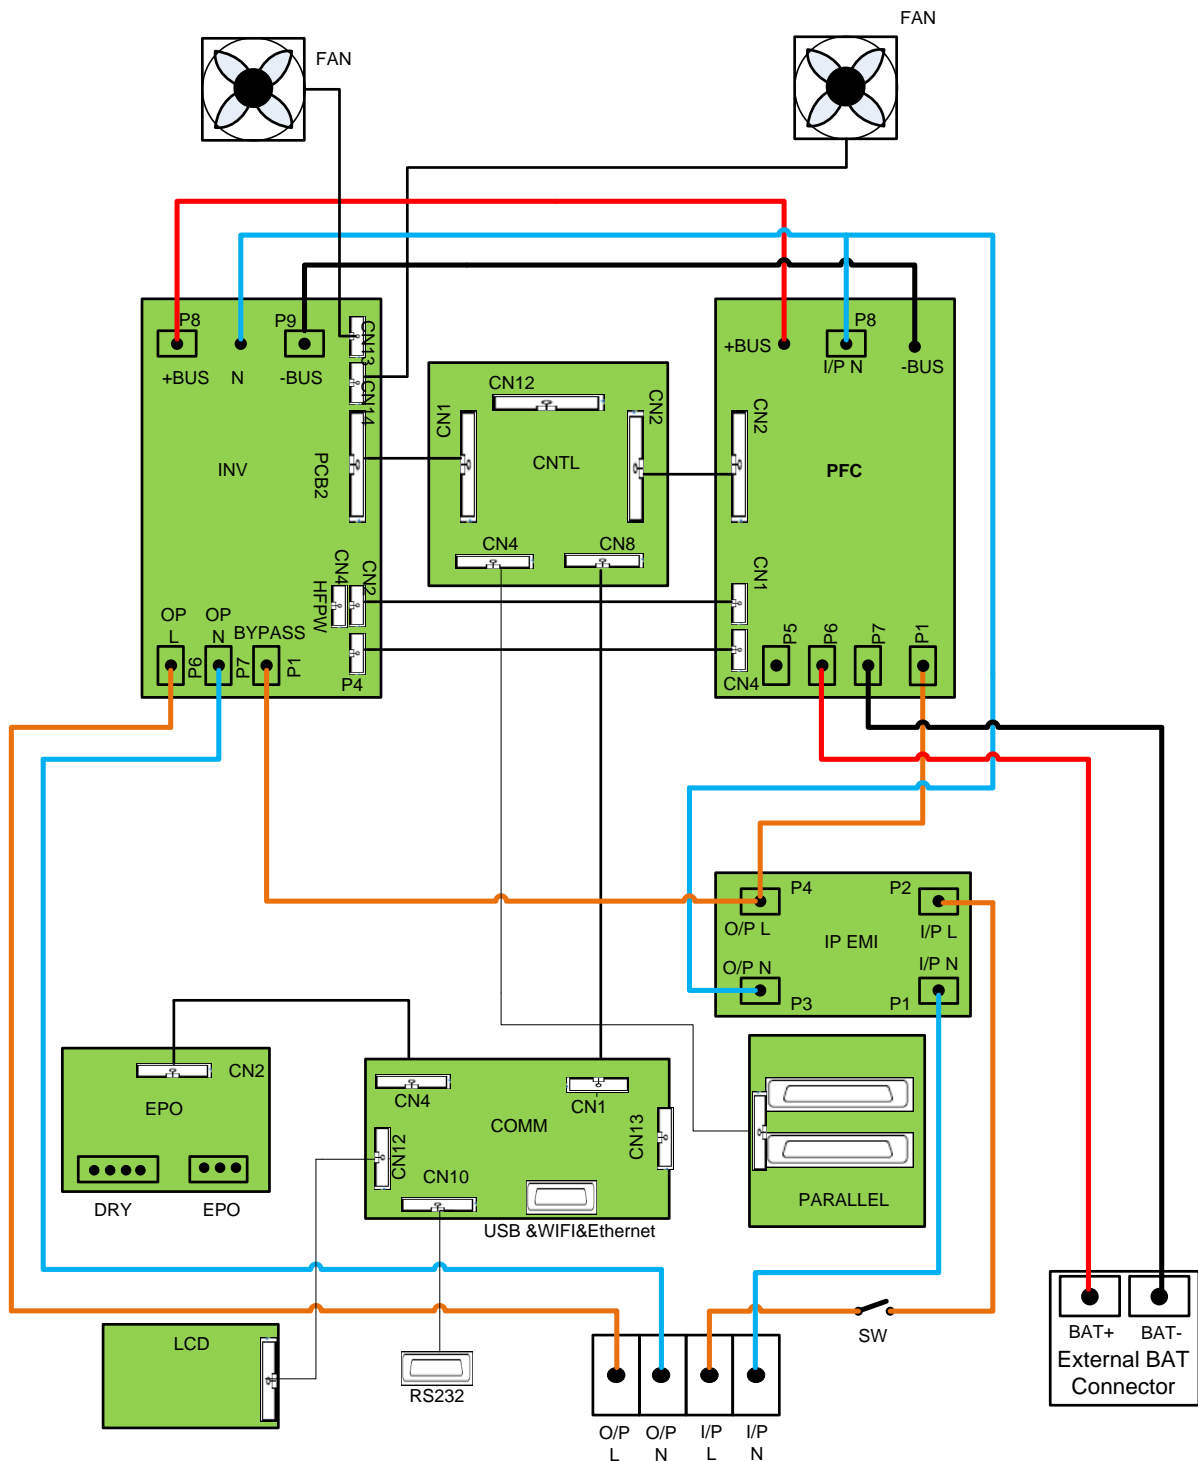 FAN
FAN
P8
P9
+BUS
N
-BUS
CN13
CN14
INV
PCB2
CN4
CN2
HFPW
OP
L
OP
N
BYPASS
P6
P7
P1
P4
CN12
CN1
CN2
CNTL
CN4
CN8
+BUS
P8
I/P N
-BUS
CN2
PFC
CN1
P5
P6
P7
P1
CN4
P4
P2
O/P L
IP EMI
I/P L
O/P N
I/P N
P3
P1
CN2
EPO
DRY
EPO
CN4
CN1
COMM
CN13
CN12
CN10
USB &WIFI&Ethernet
PARALLEL
LCD
RS232
SW
BAT+
BAT-
External BAT
Connector
O/P
L
O/P
N
I/P
L
I/P
N